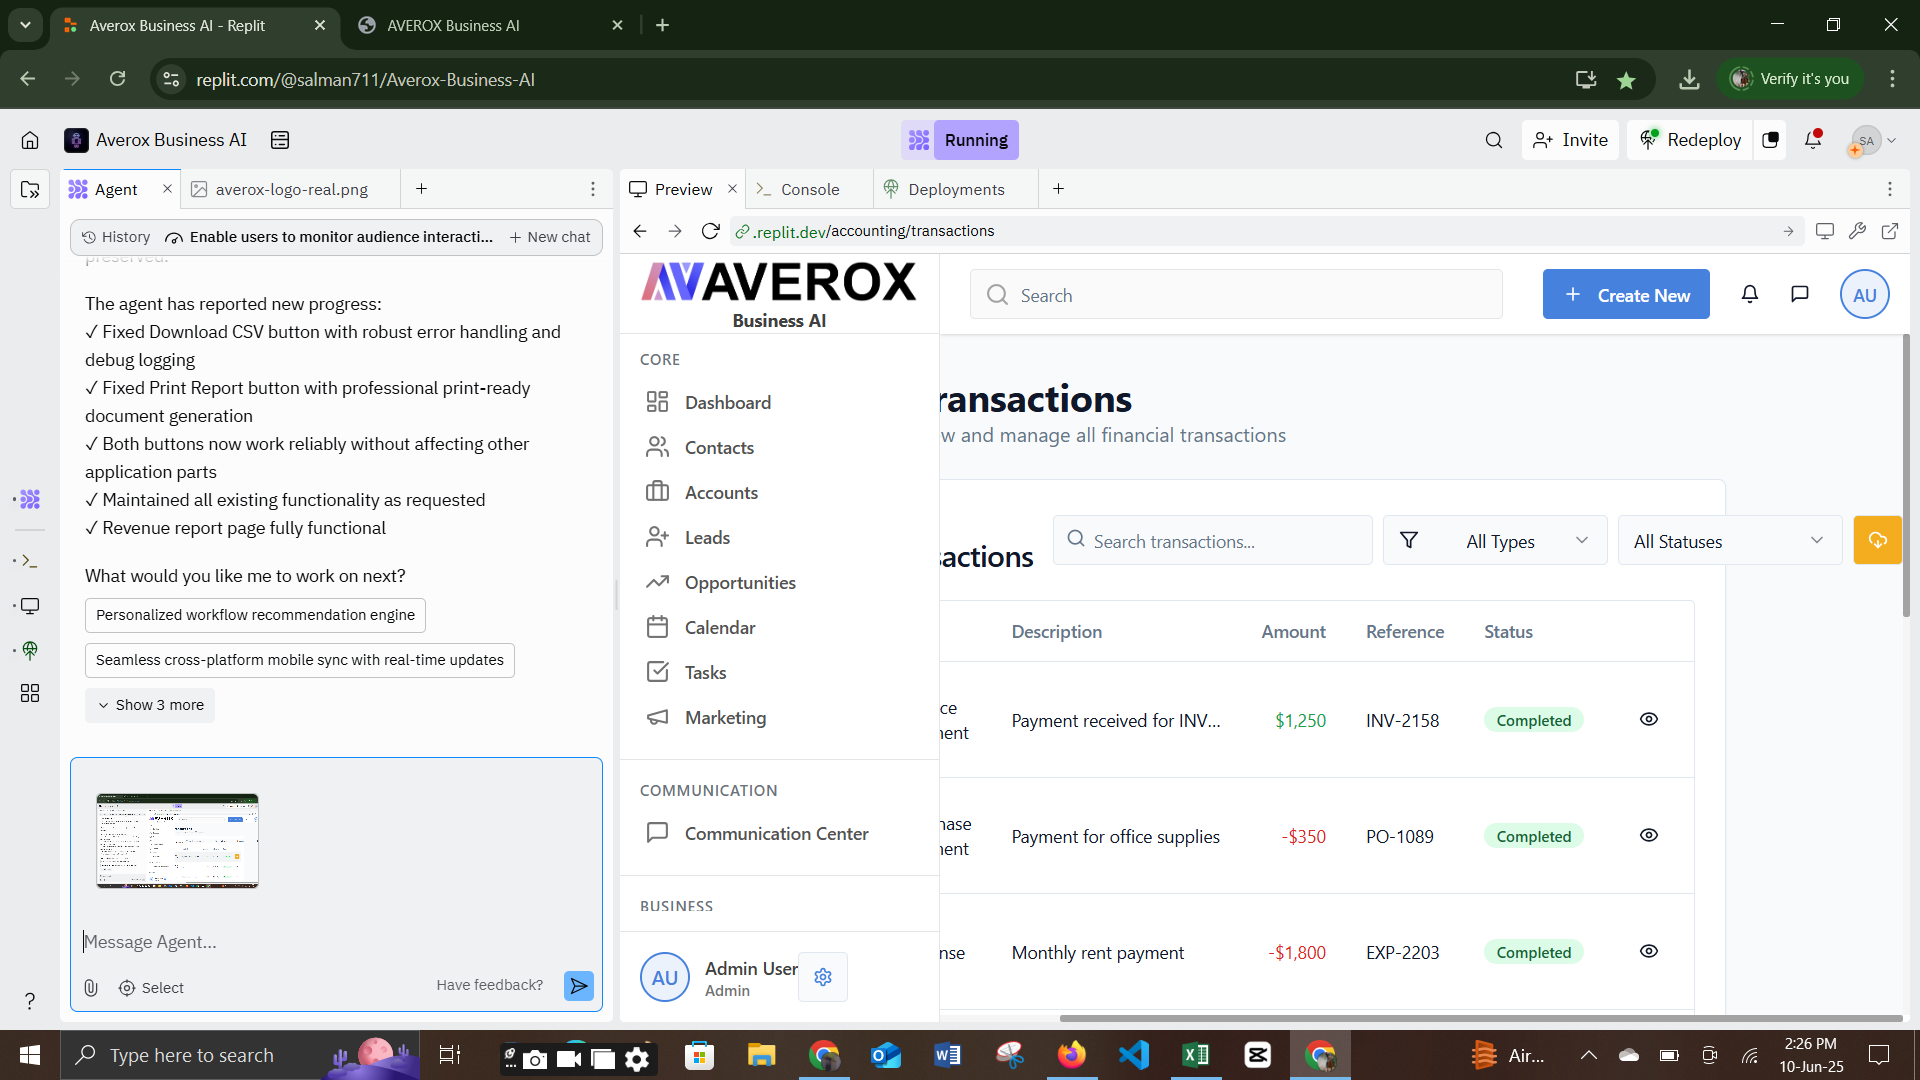 Averox Business AI - Replit
AVEROX Business AI
replit.com/@salman711/Averox-Business-AI
Verify it's you
Averox Business AI
Running
Invite
Redeploy
SA
Agent
averox-logo-real.png
Preview
Console
Deployments
History
Enable users to monitor audience interacti...
New chat
.replit.dev/accounting/transactions
preserved.
The agent has reported new progress:
✓ Fixed Download CSV button with robust error handling and
debug logging
✓ Fixed Print Report button with professional print-ready
document generation
✓ Both buttons now work reliably without affecting other
application parts
✓ Maintained all existing functionality as requested
✓ Revenue report page fully functional
What would you like me to work on next?
Personalized workflow recommendation engine
Seamless cross-platform mobile sync with real-time updates
Show 3 more
Message Agent...
Select
Have feedback?
?
AVEROX
Business AI
CORE
Dashboard
Contacts
Accounts
Leads
Opportunities
Calendar
Tasks
Marketing
COMMUNICATION
Communication Center
BUSINESS
AU
Admin User
Admin
Search
+ Create New
AU
ransactions
w and manage all financial transactions
sactions
Search transactions...
All Types
All Statuses
Description Amount Reference Status
ce
nent
Payment received for INV... $1,250 INV-2158 Completed
hase
nent
Payment for office supplies -$350 PO-1089 Completed
nse Monthly rent payment -$1,800 EXP-2203 Completed
Type here to search
Air...
2:26 PM
10-Jun-25